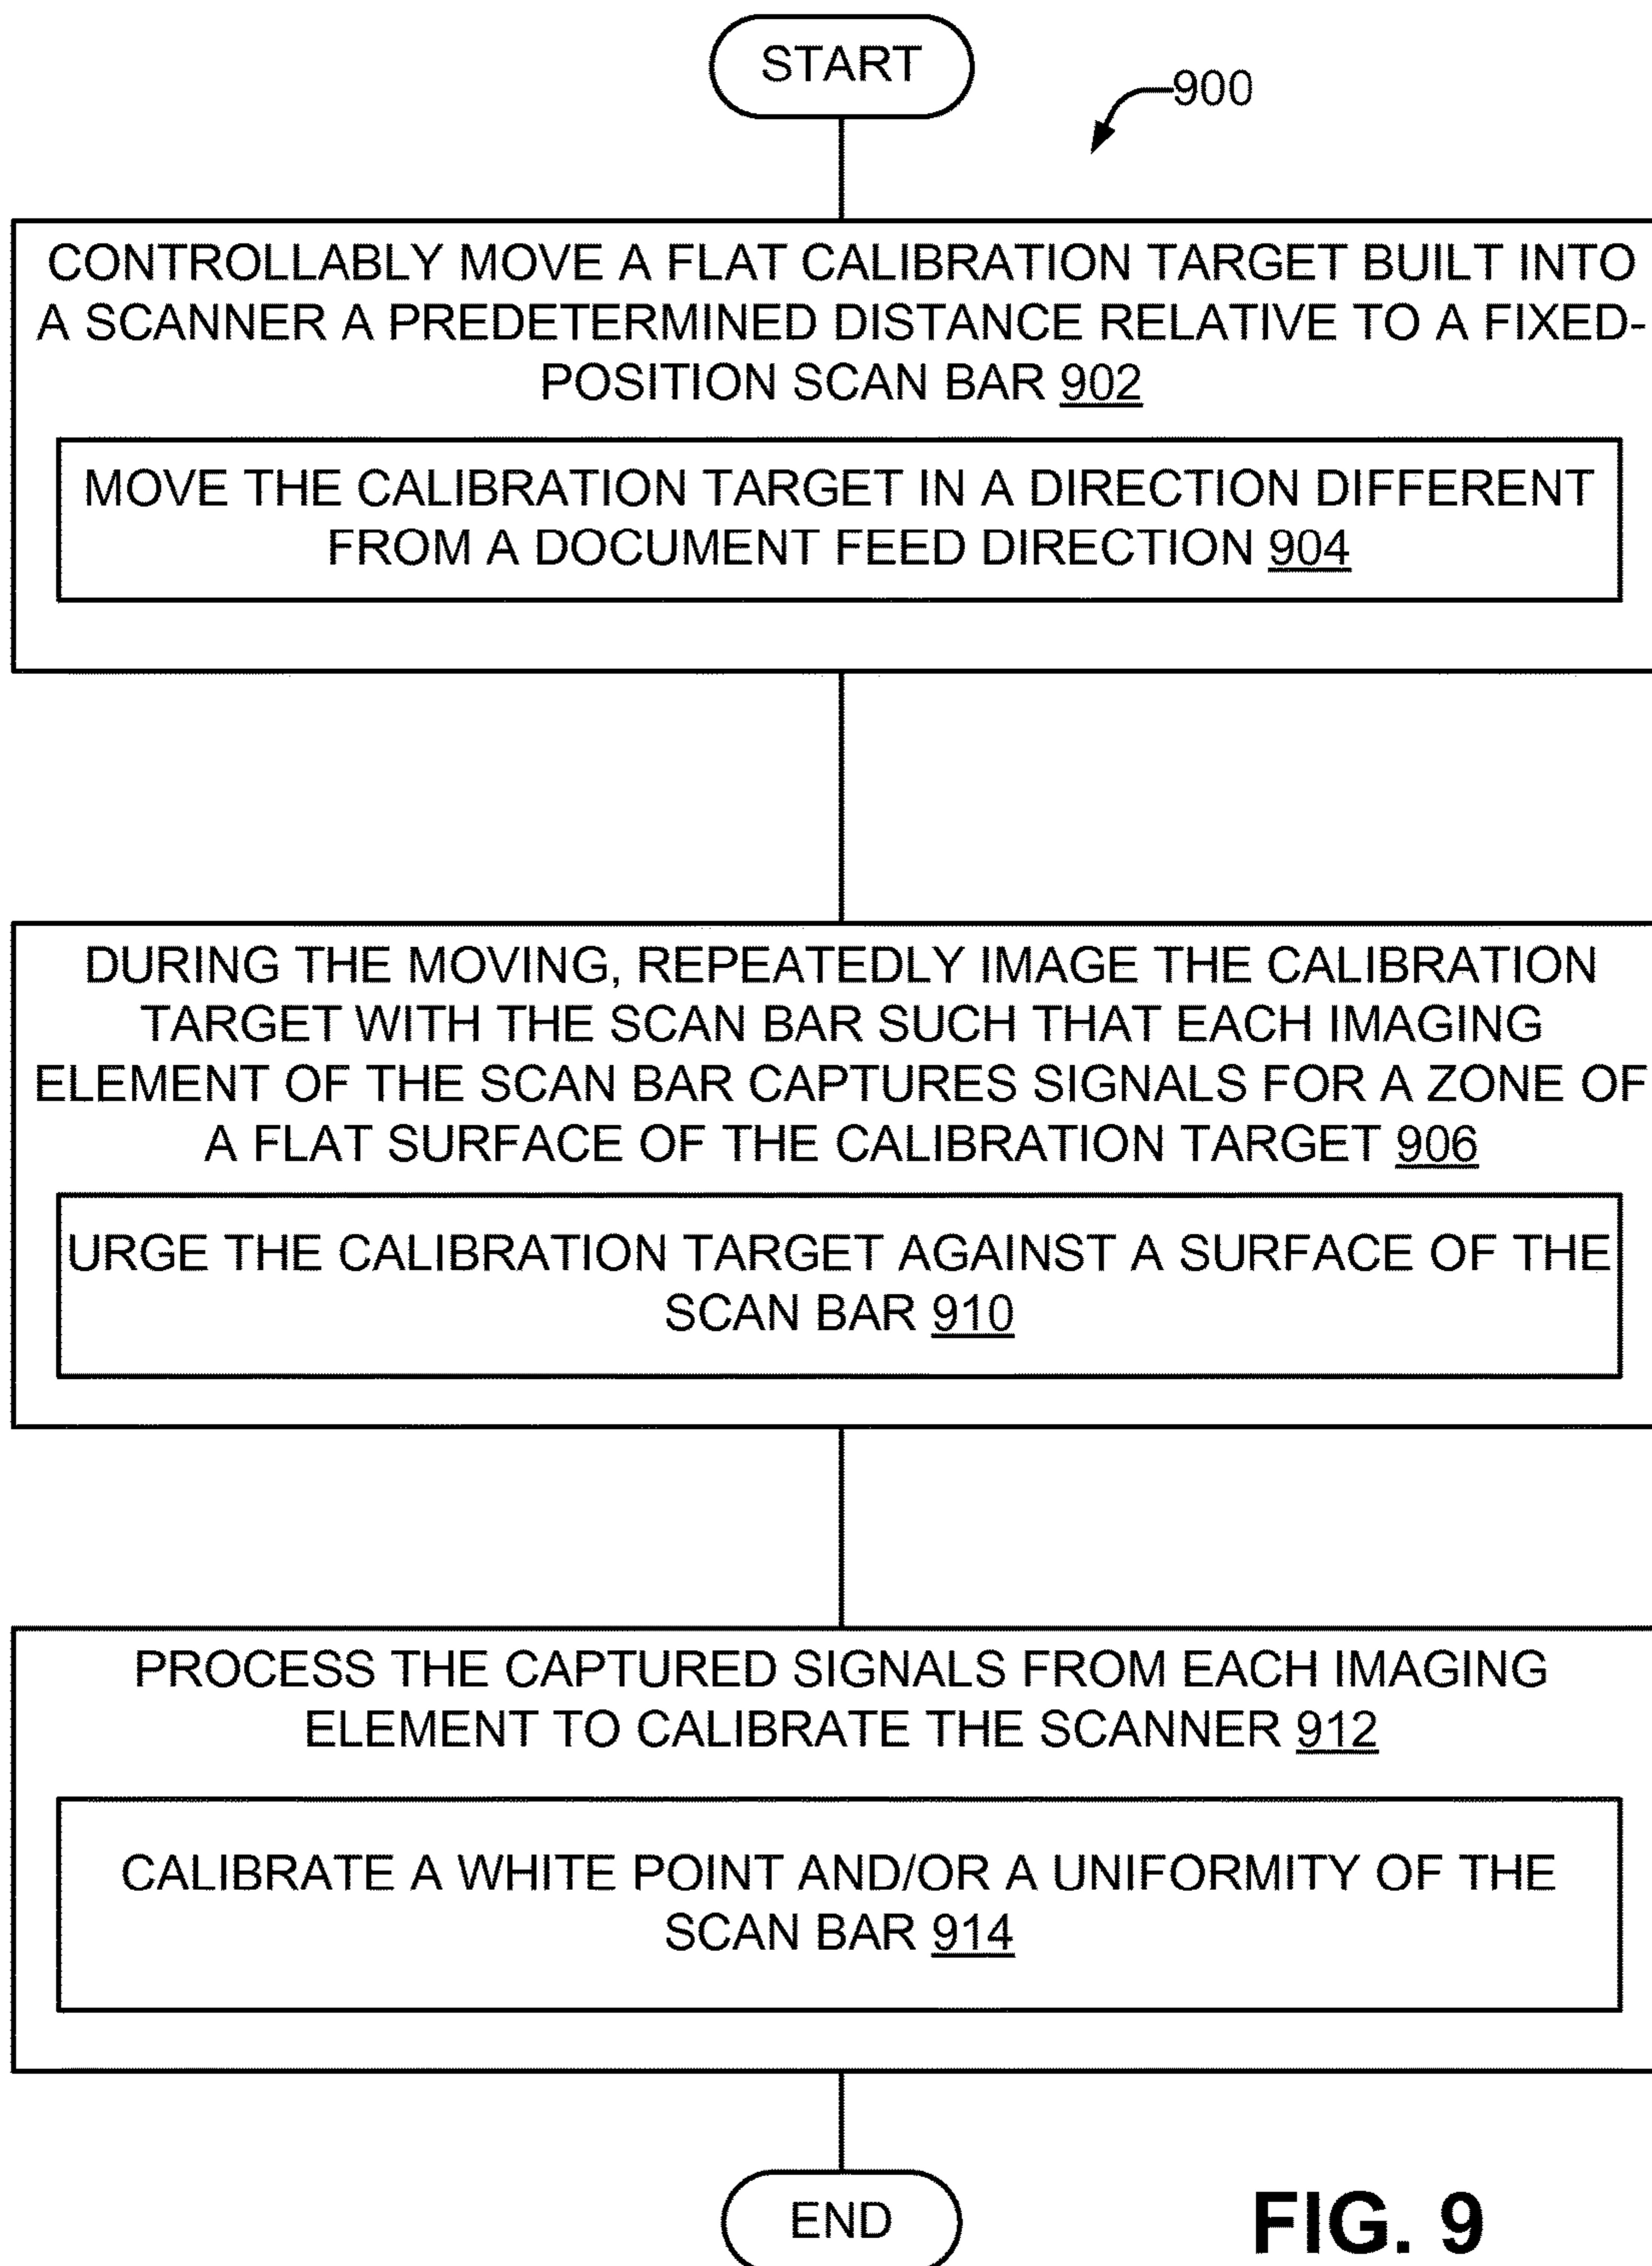 START
900
CONTROLLABLY MOVE A FLAT CALIBRATION TARGET BUILT INTO
A SCANNER A PREDETERMINED DISTANCE RELATIVE TO A FIXED-
POSITION SCAN BAR 902
MOVE THE CALIBRATION TARGET IN A DIRECTION DIFFERENT
FROM A DOCUMENT FEED DIRECTION 904
DURING THE MOVING, REPEATEDLY IMAGE THE CALIBRATION
TARGET WITH THE SCAN BAR SUCH THAT EACH IMAGING
ELEMENT OF THE SCAN BAR CAPTURES SIGNALS FOR A ZONE OF
A FLAT SURFACE OF THE CALIBRATION TARGET 906
URGE THE CALIBRATION TARGET AGAINST A SURFACE OF THE
SCAN BAR 910
PROCESS THE CAPTURED SIGNALS FROM EACH IMAGING
ELEMENT TO CALIBRATE THE SCANNER 912
CALIBRATE A WHITE POINT AND/OR A UNIFORMITY OF THE
SCAN BAR 914
END
FIG. 9